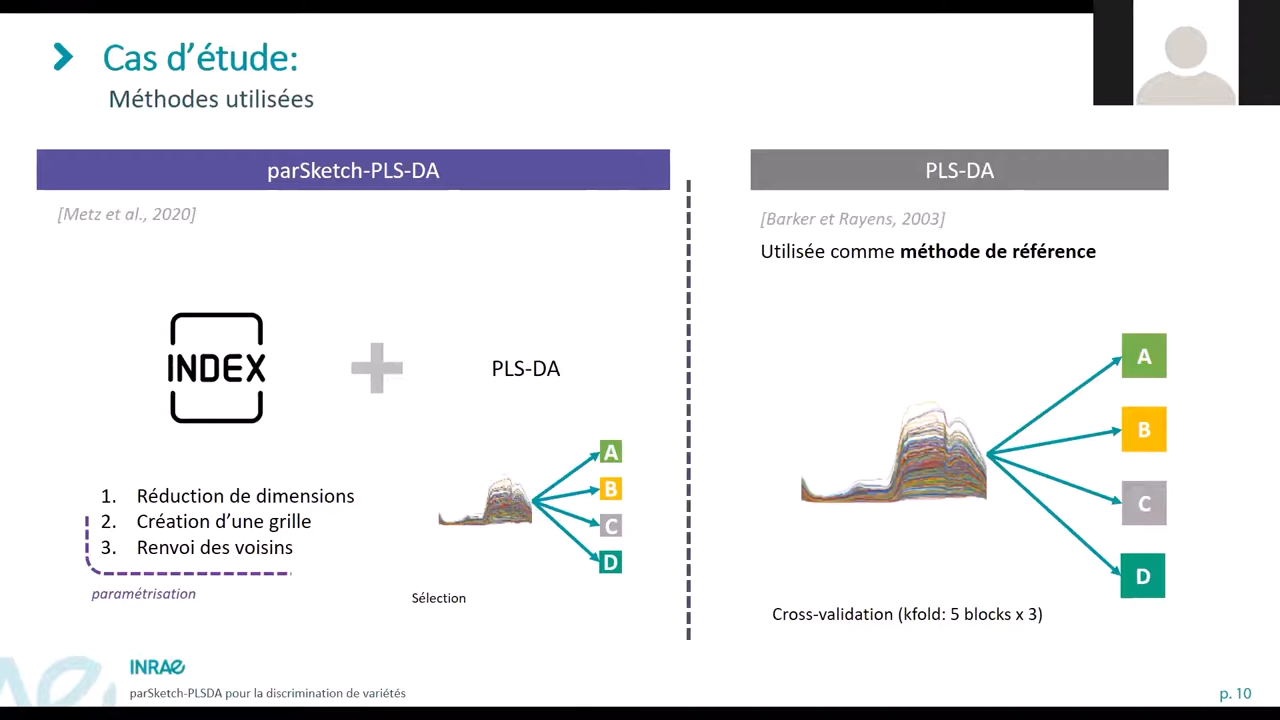 Cas d’étude:
Méthodes utilisées
parSketch-PLS-DA
[Metz et al., 2020]
INDEX
PLS-DA
1. Réduction de dimensions
2. Création d’une grille
3. Renvoi des voisins
paramétrisation
A
B
C
D
Sélection
PLS-DA
[Barker et Rayens, 2003]
Utilisée comme méthode de référence
A
B
C
D
Cross-validation (kfold: 5 blocks x 3)
INRAE
parSketch-PLSDA pour la discrimination de variétés
p. 10